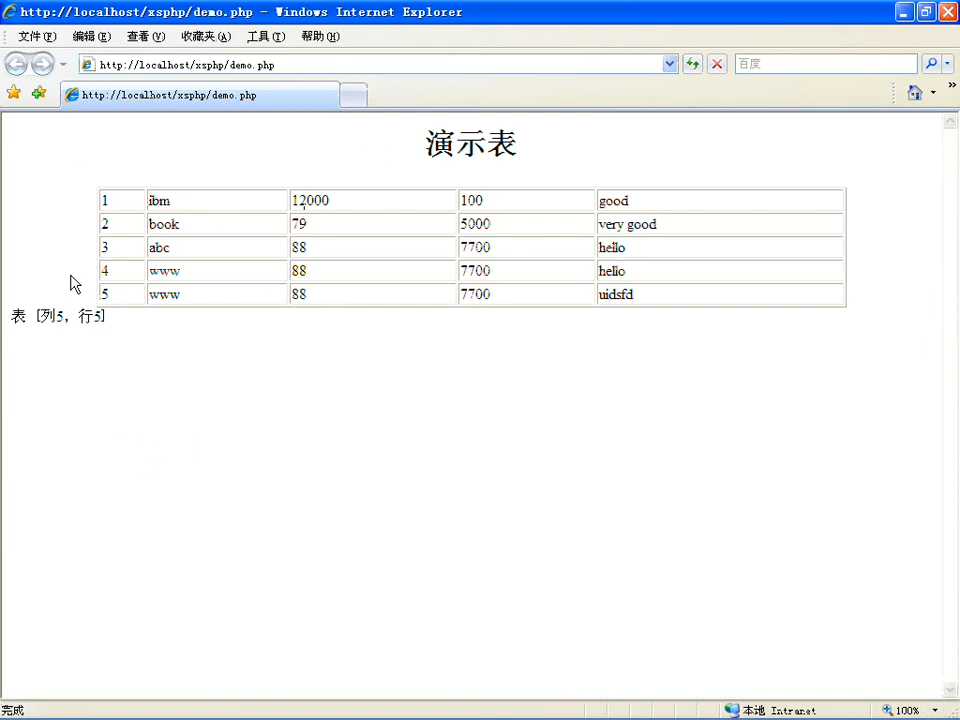 http://localhost/xsphp/demo.php - Windows Internet Explorer
文件(F) 编辑(E) 查看(V) 收藏夹(A) 工具(T) 帮助(H)
http://localhost/xsphp/demo.php 百度
http://localhost/xsphp/demo.php
演示表
1 ibm 12000 100 good
2 book 79 5000 very good
3 abc 88 7700 hello
4 www 88 7700 hello
5 www 88 7700 uidsfd
表 [列5, 行5]
完成 本地 Intranet 100%